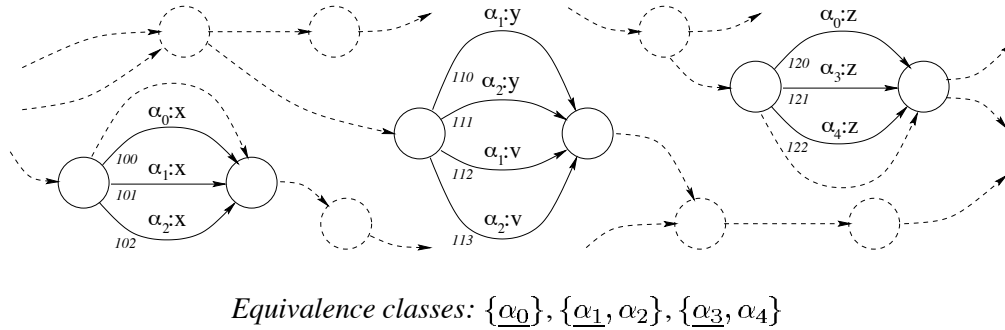 α₀:x
100
α₁:x
101
α₂:x
102
α₁:y
110
α₂:y
111
α₁:v
112
α₂:v
113
α₀:z
120
α₃:z
121
α₄:z
122
Equivalence classes: {α₀}, {α₁, α₂}, {α₃, α₄}